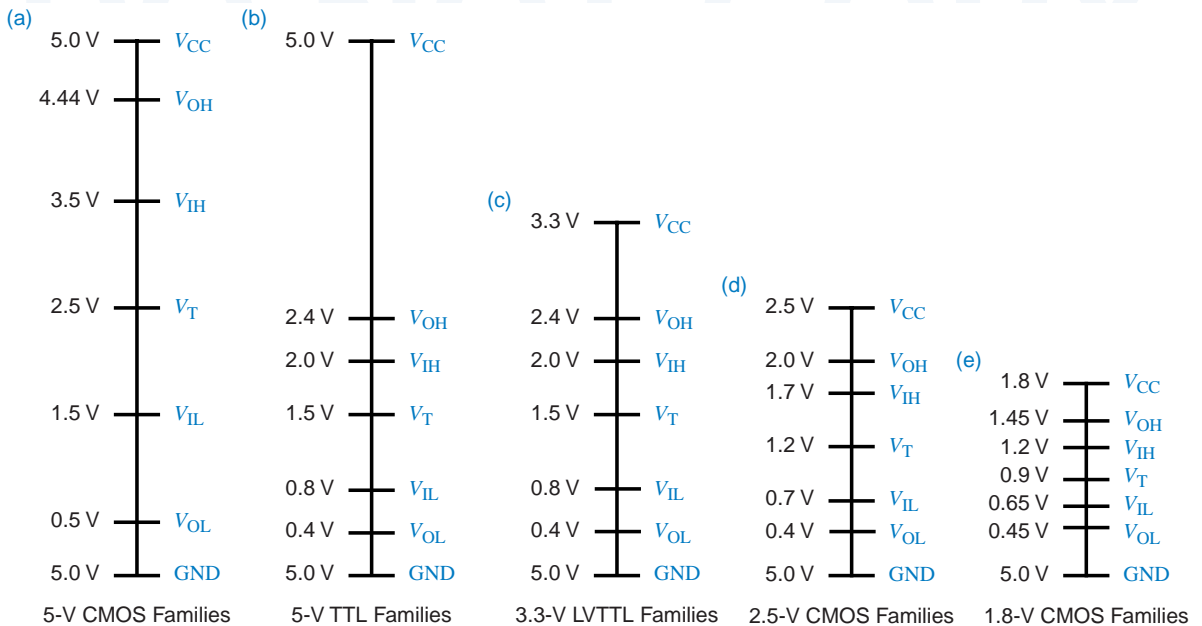 (a)
5.0 V VCC
4.44 V VOH
3.5 V VIH
2.5 V VT
1.5 V VIL
0.5 V VOL
5.0 V GND
5-V CMOS Families
(b)
5.0 V VCC
2.4 V VOH
2.0 V VIH
1.5 V VT
0.8 V VIL
0.4 V VOL
5.0 V GND
5-V TTL Families
(c)
3.3 V VCC
2.4 V VOH
2.0 V VIH
1.5 V VT
0.8 V VIL
0.4 V VOL
5.0 V GND
3.3-V LVTTL Families
(d)
2.5 V VCC
2.0 V VOH
1.7 V VIH
1.2 V VT
0.7 V VIL
0.4 V VOL
5.0 V GND
2.5-V CMOS Families
(e)
1.8 V VCC
1.45 V VOH
1.2 V VIH
0.9 V VT
0.65 V VIL
0.45 V VOL
5.0 V GND
1.8-V CMOS Families